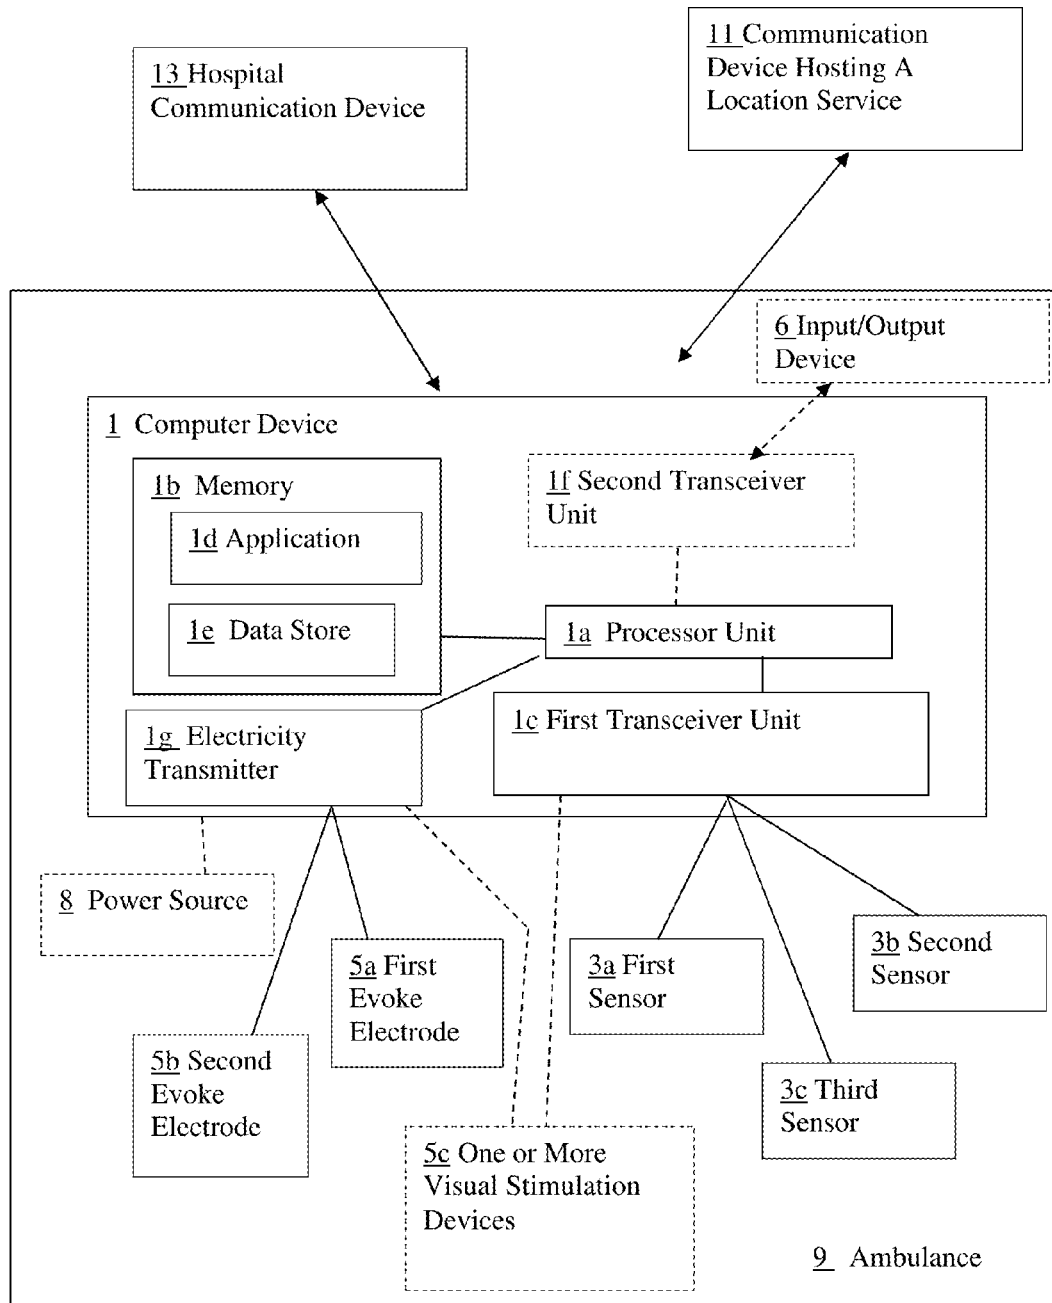 13 Hospital
Communication Device
11 Communication
Device Hosting A
Location Service
6 Input/Output
Device
1 Computer Device
1b Memory
1d Application
1e Data Store
1f Second Transceiver
Unit
1a Processor Unit
1c First Transceiver Unit
1g Electricity
Transmitter
8 Power Source
5a First
Evoke
Electrode
5b Second
Evoke
Electrode
3a First
Sensor
3b Second
Sensor
3c Third
Sensor
5c One or More
Visual Stimulation
Devices
9 Ambulance